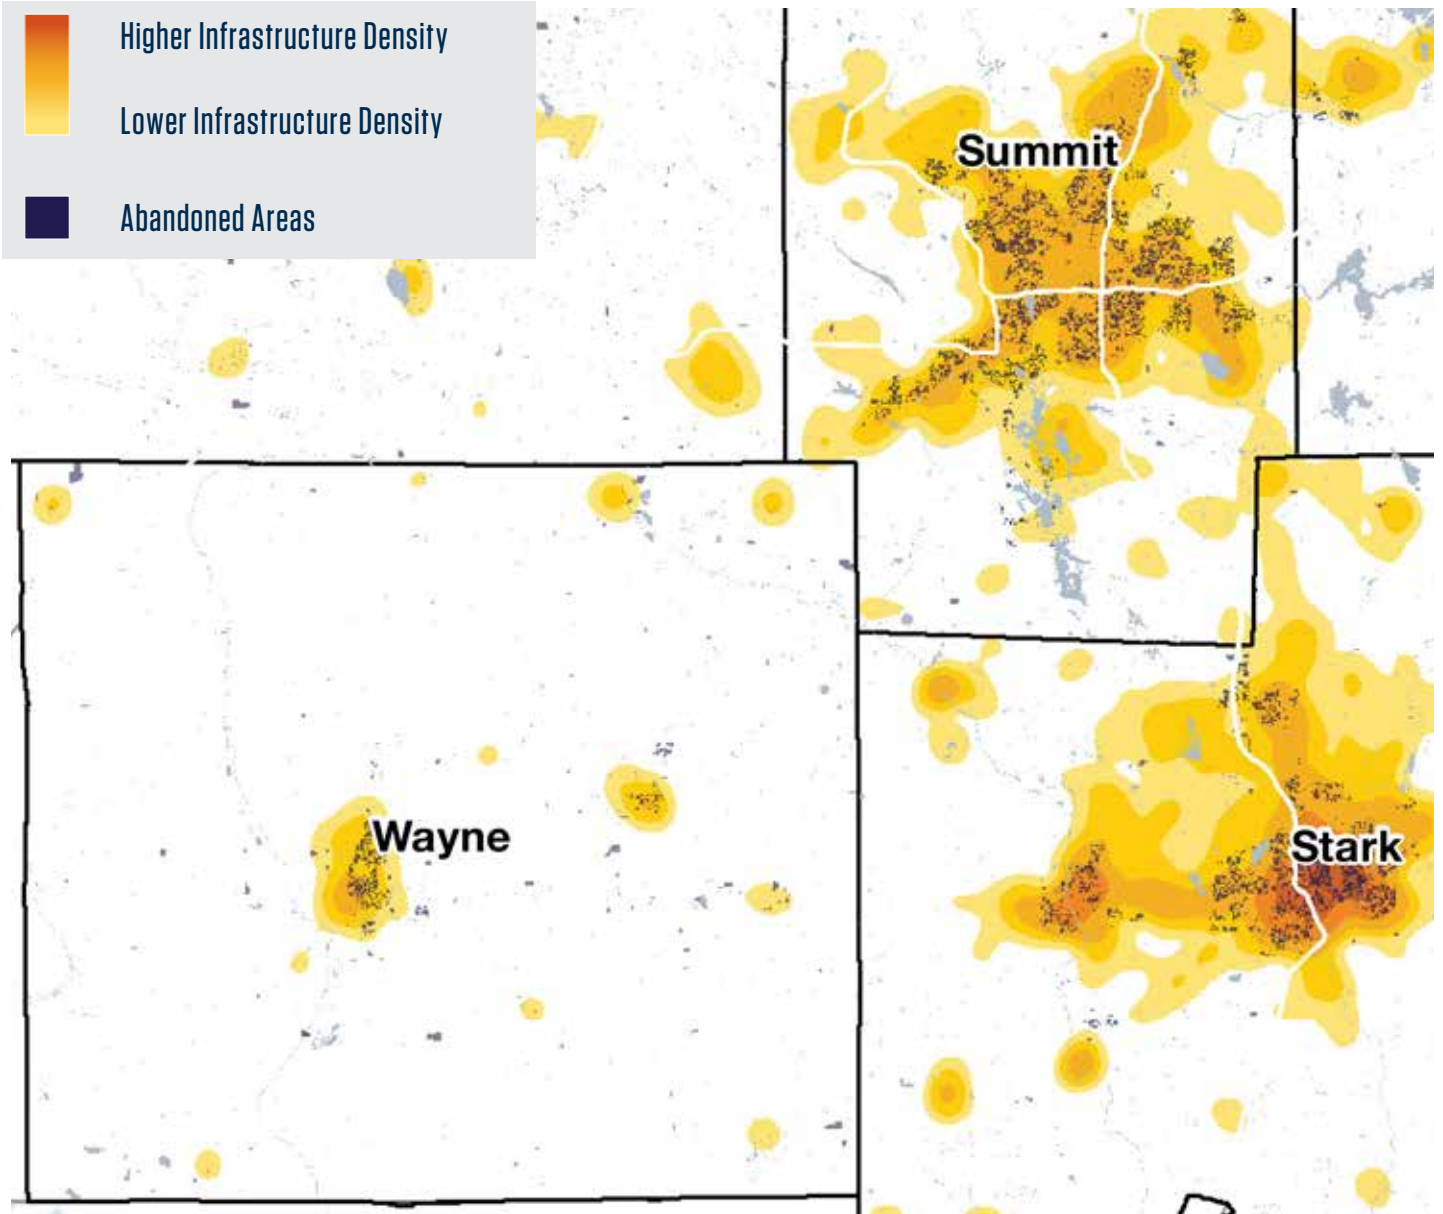 Higher Infrastructure Density
Lower Infrastructure Density
Abandoned Areas
Summit
Wayne
Stark